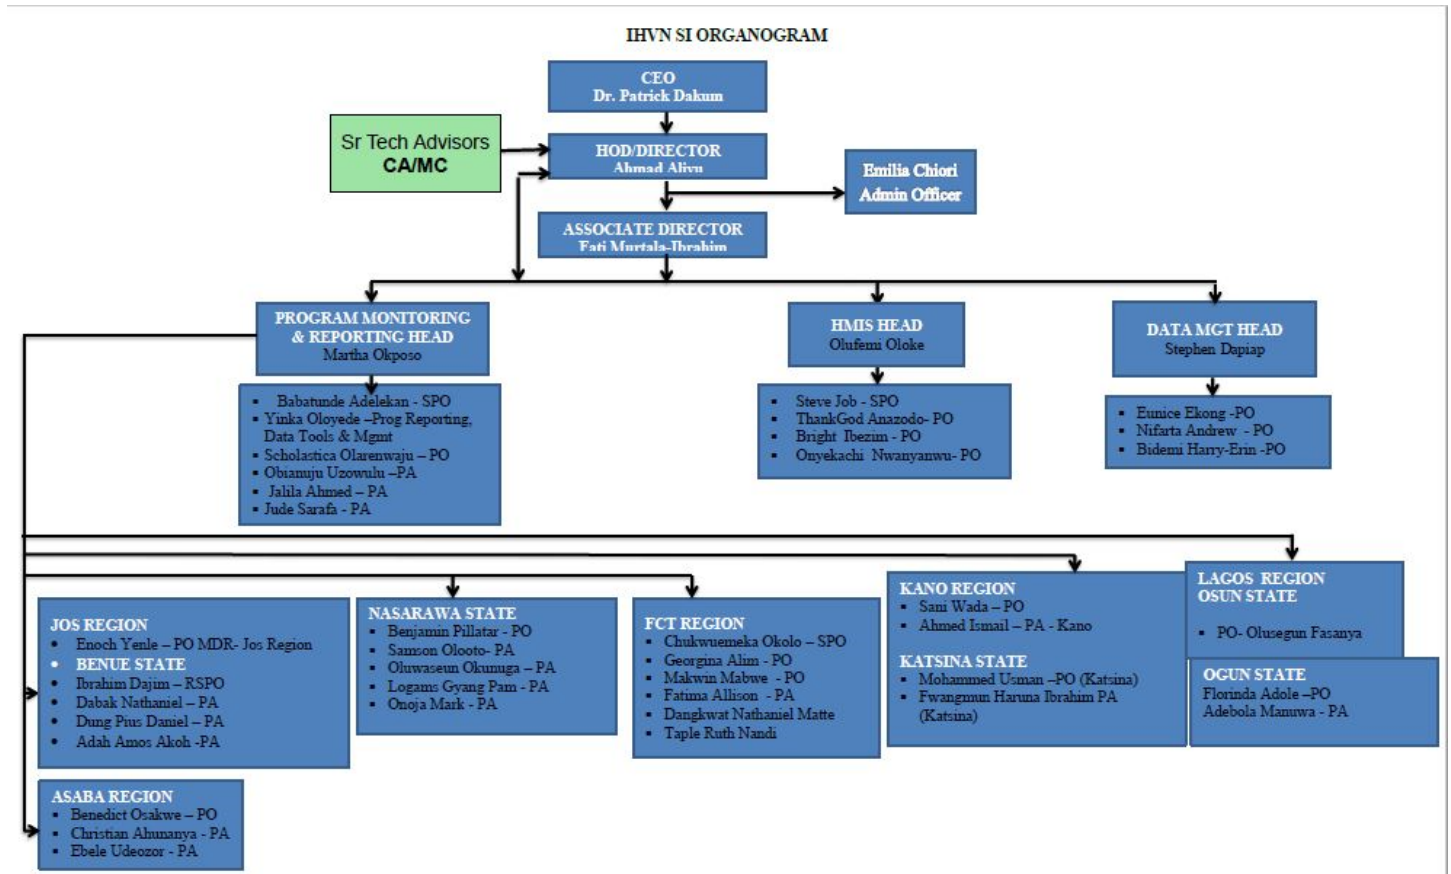 IHVN SI ORGANOGRAM
CEO
Dr. Patrick Dakum
Sr Tech Advisors
CA/MC
HOD/DIRECTOR
Ahmad Aliyu
Emilia Chiori
Admin Officer
ASSOCIATE DIRECTOR
Fati Murtala-Ibrahim
PROGRAM MONITORING
& REPORTING HEAD
Martha Okposo
HMIS HEAD
Olufemi Oloke
DATA MGT HEAD
Stephen Dapiap
▪ Babatunde Adelekan - SPO
▪ Yinka Oloyede –Prog Reporting,
Data Tools & Mgmt
▪ Scholastica Olarenwaju – PO
▪ Obianuju Uzowulu –PA
▪ Jalila Ahmed – PA
▪ Jude Sarafa - PA
▪ Steve Job - SPO
▪ ThankGod Anazodo- PO
▪ Bright Ibezim - PO
▪ Onyekachi Nwanyanwu- PO
▪ Eunice Ekong -PO
▪ Nifarta Andrew - PO
▪ Bidemi Harry-Erin -PO
JOS REGION
• Enoch Yenle – PO MDR- Jos Region
• BENUE STATE
• Ibrahim Dajim – RSPO
• Dabak Nathaniel – PA
• Dung Pius Daniel – PA
• Adah Amos Akoh -PA
NASARAWA STATE
▪ Benjamin Pillatar - PO
▪ Samson Olooto- PA
▪ Oluwaseun Okunuga – PA
▪ Logams Gyang Pam - PA
▪ Onoja Mark - PA
FCT REGION
▪ Chukwuemeka Okolo – SPO
▪ Georgina Alim - PO
▪ Makwin Mabwe - PO
▪ Fatima Allison - PA
▪ Dangkwat Nathaniel Matte
▪ Taple Ruth Nandi
KANO REGION
▪ Sani Wada – PO
▪ Ahmed Ismail – PA - Kano
KATSINA STATE
▪ Mohammed Usman –PO (Katsina)
▪ Fwangmun Haruna Ibrahim PA
(Katsina)
LAGOS REGION
OSUN STATE
▪ PO- Olusegun Fasanya
OGUN STATE
Florinda Adole –PO
Adebola Manuwa - PA
ASABA REGION
▪ Benedict Osakwe – PO
▪ Christian Ahunanya - PA
▪ Ebele Udeozor - PA